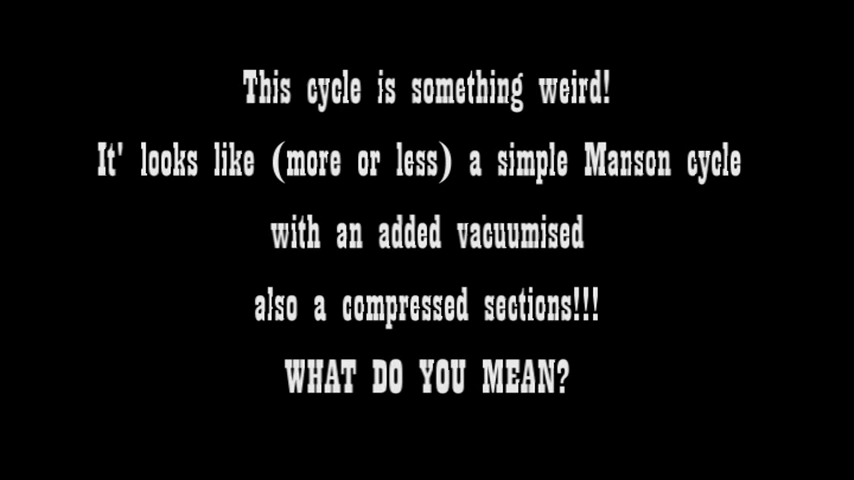 This cycle is something weird!
It' looks like (more or less) a simple Manson cycle
with an added vacuumised
also a compressed sections!!!
WHAT DO YOU MEAN?